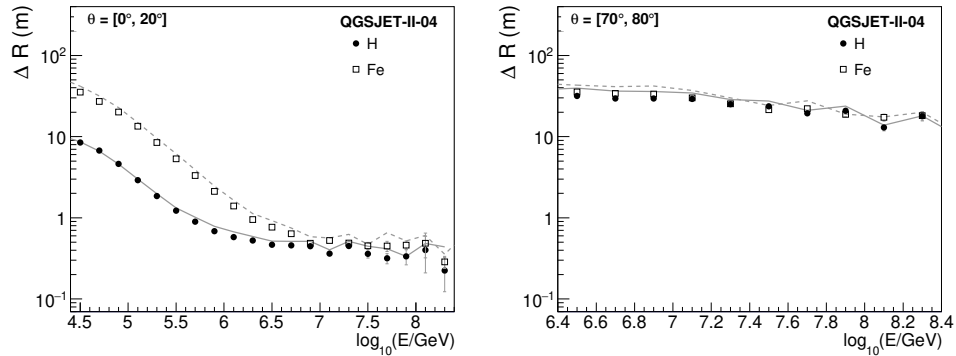 θ = [0°, 20°]
QGSJET-II-04
H
Fe
Δ R (m)
10²
10
1
10⁻¹
4.5 5 5.5 6 6.5 7 7.5 8
log₁₀(E/GeV)
θ = [70°, 80°]
QGSJET-II-04
H
Fe
Δ R (m)
10²
10
1
10⁻¹
6.4 6.6 6.8 7 7.2 7.4 7.6 7.8 8 8.2 8.4
log₁₀(E/GeV)